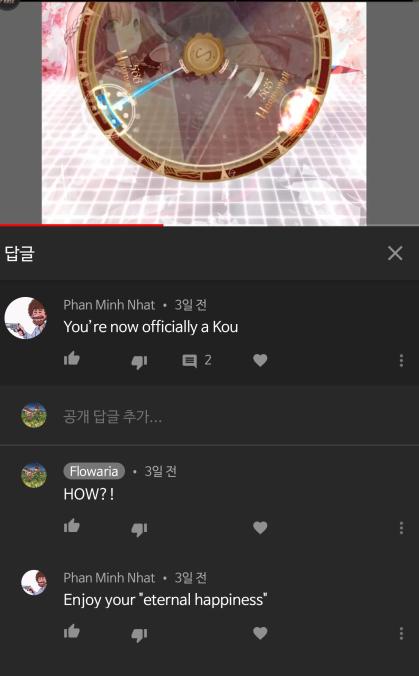 답글
Phan Minh Nhat • 3일 전
You're now officially a Kou
2
공개 답글 추가...
Flowaria • 3일 전
HOW?!
Phan Minh Nhat • 3일 전
Enjoy your "eternal happiness"